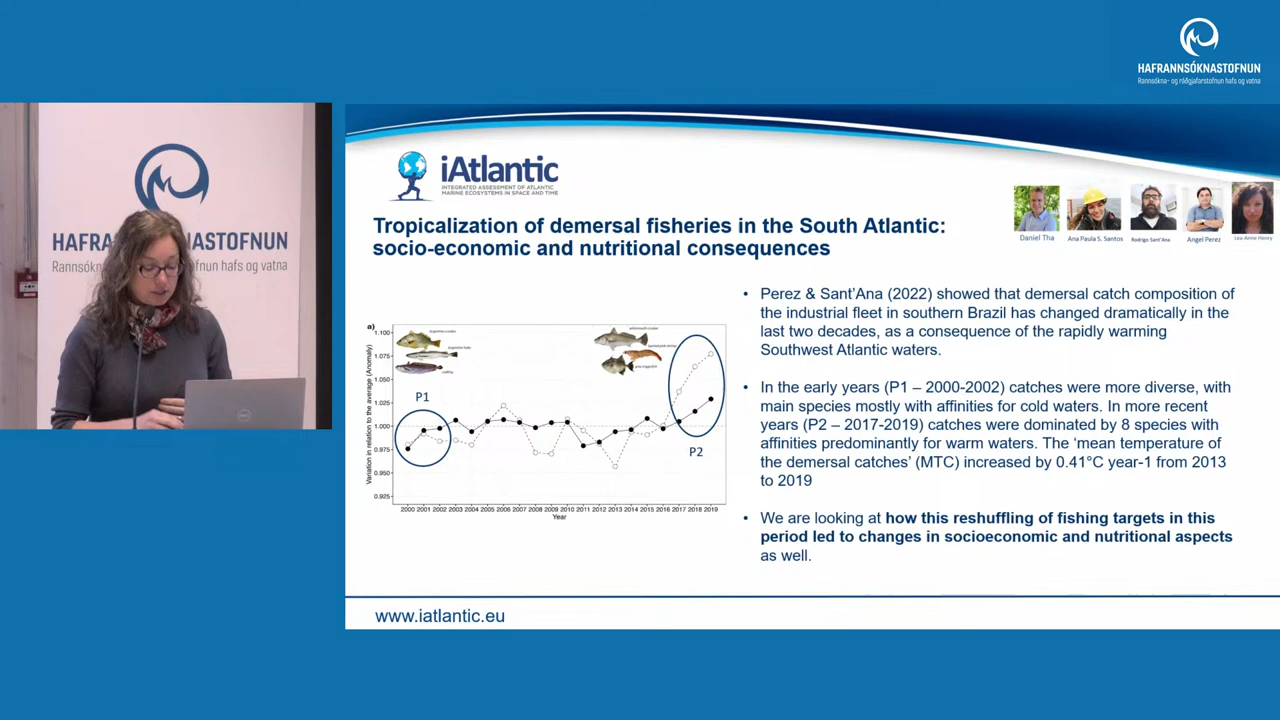 HAFRANNSÓKNASTOFNUN
Rannsókna- og ráðgjafarstofnun hafs og vatna
HAFRA
NASTOFNUN
Rannsók
rstofnun hafs og vatna
DELL
iAtlantic
INTEGRATED ASSESSMENT OF ATLANTIC
MARINE ECOSYSTEMS IN SPACE AND TIME
Tropicalization of demersal fisheries in the South Atlantic:
socio-economic and nutritional consequences
Daniel Tha
Ana Paula S. Santos
Rodrigo Sant'Ana
Angel Perez
Lea-Anne Henry
a)
Variation in relation to the average (Anomaly)
1.100
1.075
1.050
1.025
1.000
0.975
0.950
0.925
P1
P2
2000 2001 2002 2003 2004 2005 2006 2007 2008 2009 2010 2011 2012 2013 2014 2015 2016 2017 2018 2019
Year
• Perez & Sant'Ana (2022) showed that demersal catch composition of
the industrial fleet in southern Brazil has changed dramatically in the
last two decades, as a consequence of the rapidly warming
Southwest Atlantic waters.
• In the early years (P1 – 2000-2002) catches were more diverse, with
main species mostly with affinities for cold waters. In more recent
years (P2 – 2017-2019) catches were dominated by 8 species with
affinities predominantly for warm waters. The 'mean temperature of
the demersal catches' (MTC) increased by 0.41°C year-1 from 2013
to 2019
• We are looking at how this reshuffling of fishing targets in this
period led to changes in socioeconomic and nutritional aspects
as well.
www.iatlantic.eu